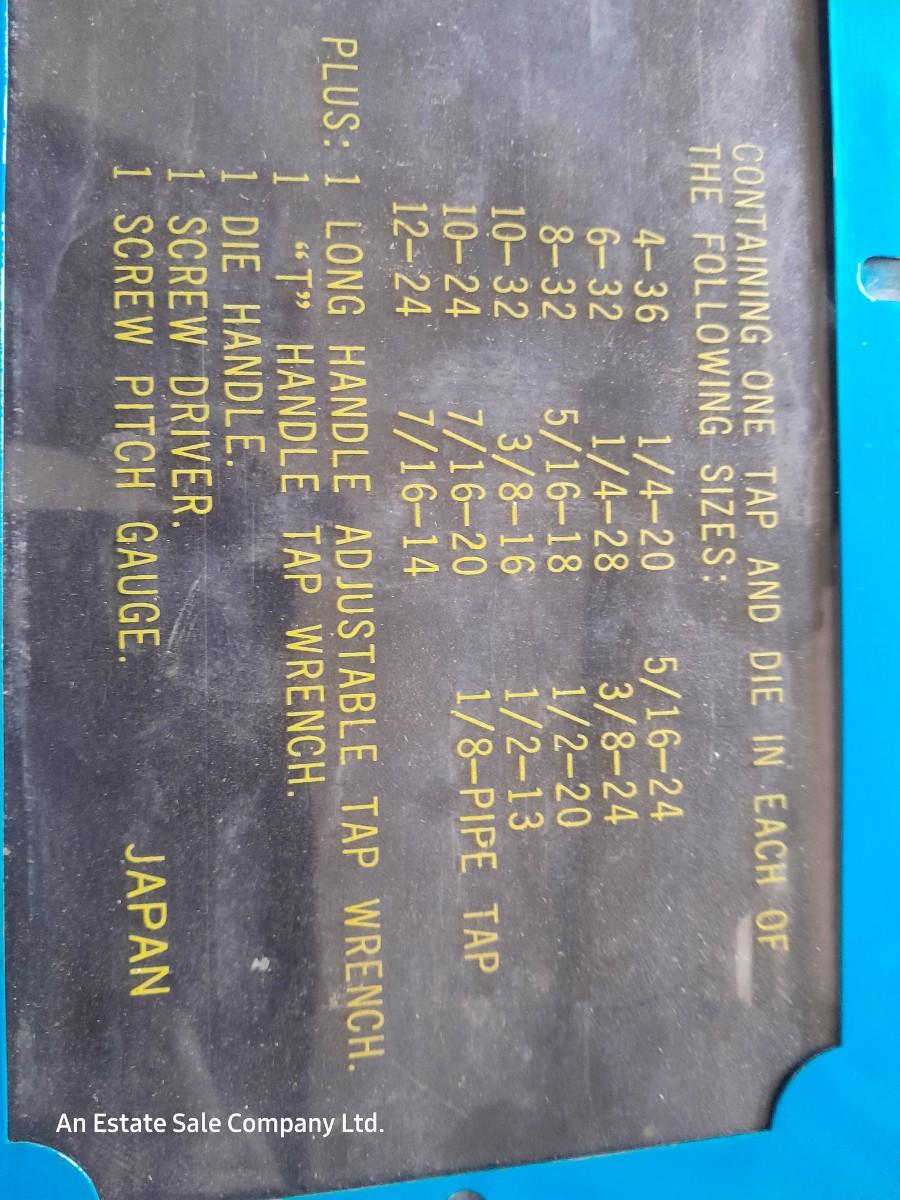 CONTAINING ONE TAP AND DIE IN EACH OF
THE FOLLOWING SIZES:
4-36 1/4-20 5/16-24
6-32 1/4-28 3/8-24
8-32 5/16-18 1/2-20
10-32 3/8-16 1/2-13
10-24 7/16-20 1/8-PIPE TAP
12-24 7/16-14
PLUS: 1 LONG HANDLE ADJUSTABLE TAP WRENCH.
1 "T" HANDLE TAP WRENCH.
1 DIE HANDLE.
1 SCREW DRIVER.
1 SCREW PITCH GAUGE.
JAPAN
An Estate Sale Company Ltd.